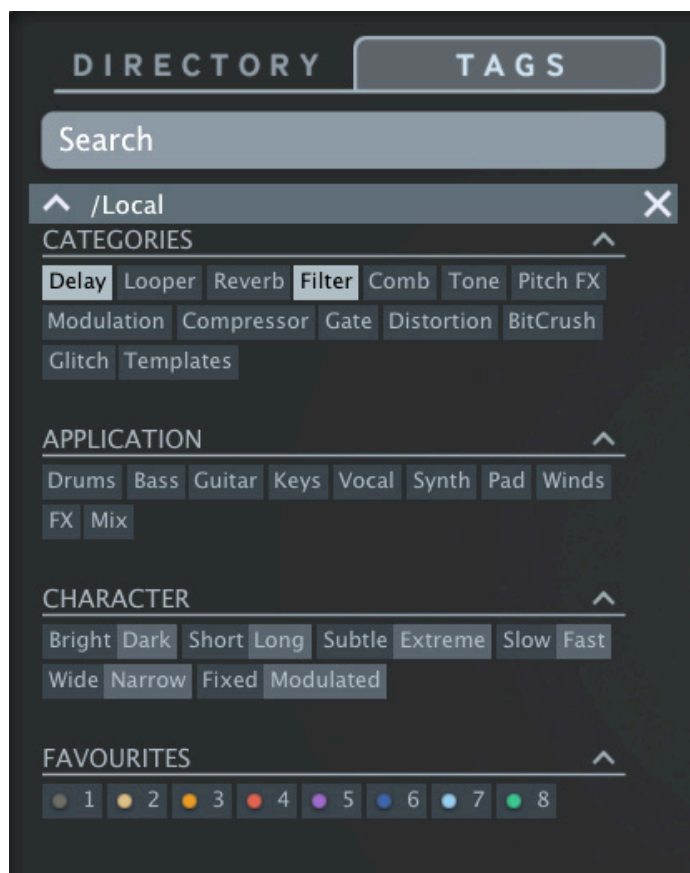 DIRECTORY TAGS
Search
/Local
CATEGORIES
Delay Looper Reverb Filter Comb Tone Pitch FX
Modulation Compressor Gate Distortion BitCrush
Glitch Templates
APPLICATION
Drums Bass Guitar Keys Vocal Synth Pad Winds
FX Mix
CHARACTER
Bright Dark Short Long Subtle Extreme Slow Fast
Wide Narrow Fixed Modulated
FAVOURITES
1 2 3 4 5 6 7 8